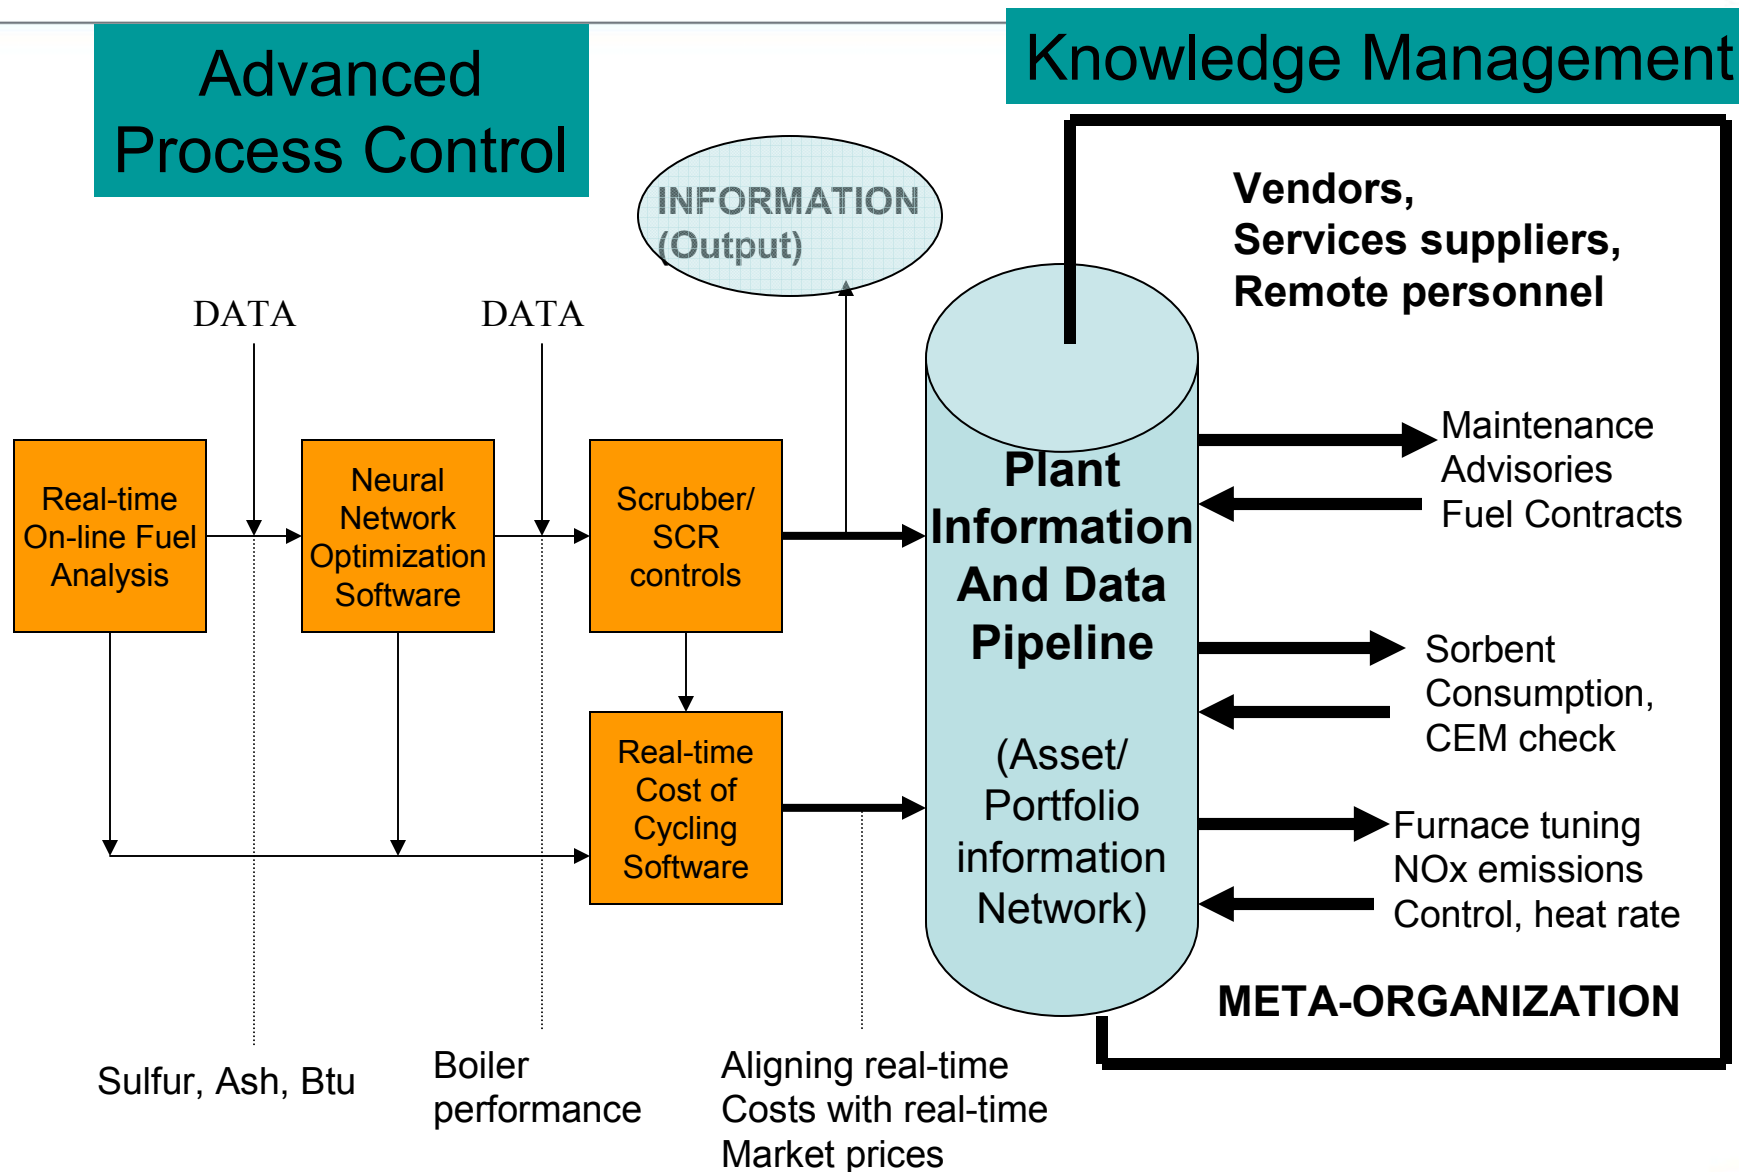 Advanced
Process Control
Knowledge Management
INFORMATION
(Output)
Vendors,
Services suppliers,
Remote personnel
DATA
DATA
Real-time
On-line Fuel
Analysis
Neural
Network
Optimization
Software
Scrubber/
SCR
controls
Real-time
Cost of
Cycling
Software
Plant
Information
And Data
Pipeline
(Asset/
Portfolio
information
Network)
Maintenance
Advisories
Fuel Contracts
Sorbent
Consumption,
CEM check
Furnace tuning
NOx emissions
Control, heat rate
META-ORGANIZATION
Sulfur, Ash, Btu
Boiler
performance
Aligning real-time
Costs with real-time
Market prices